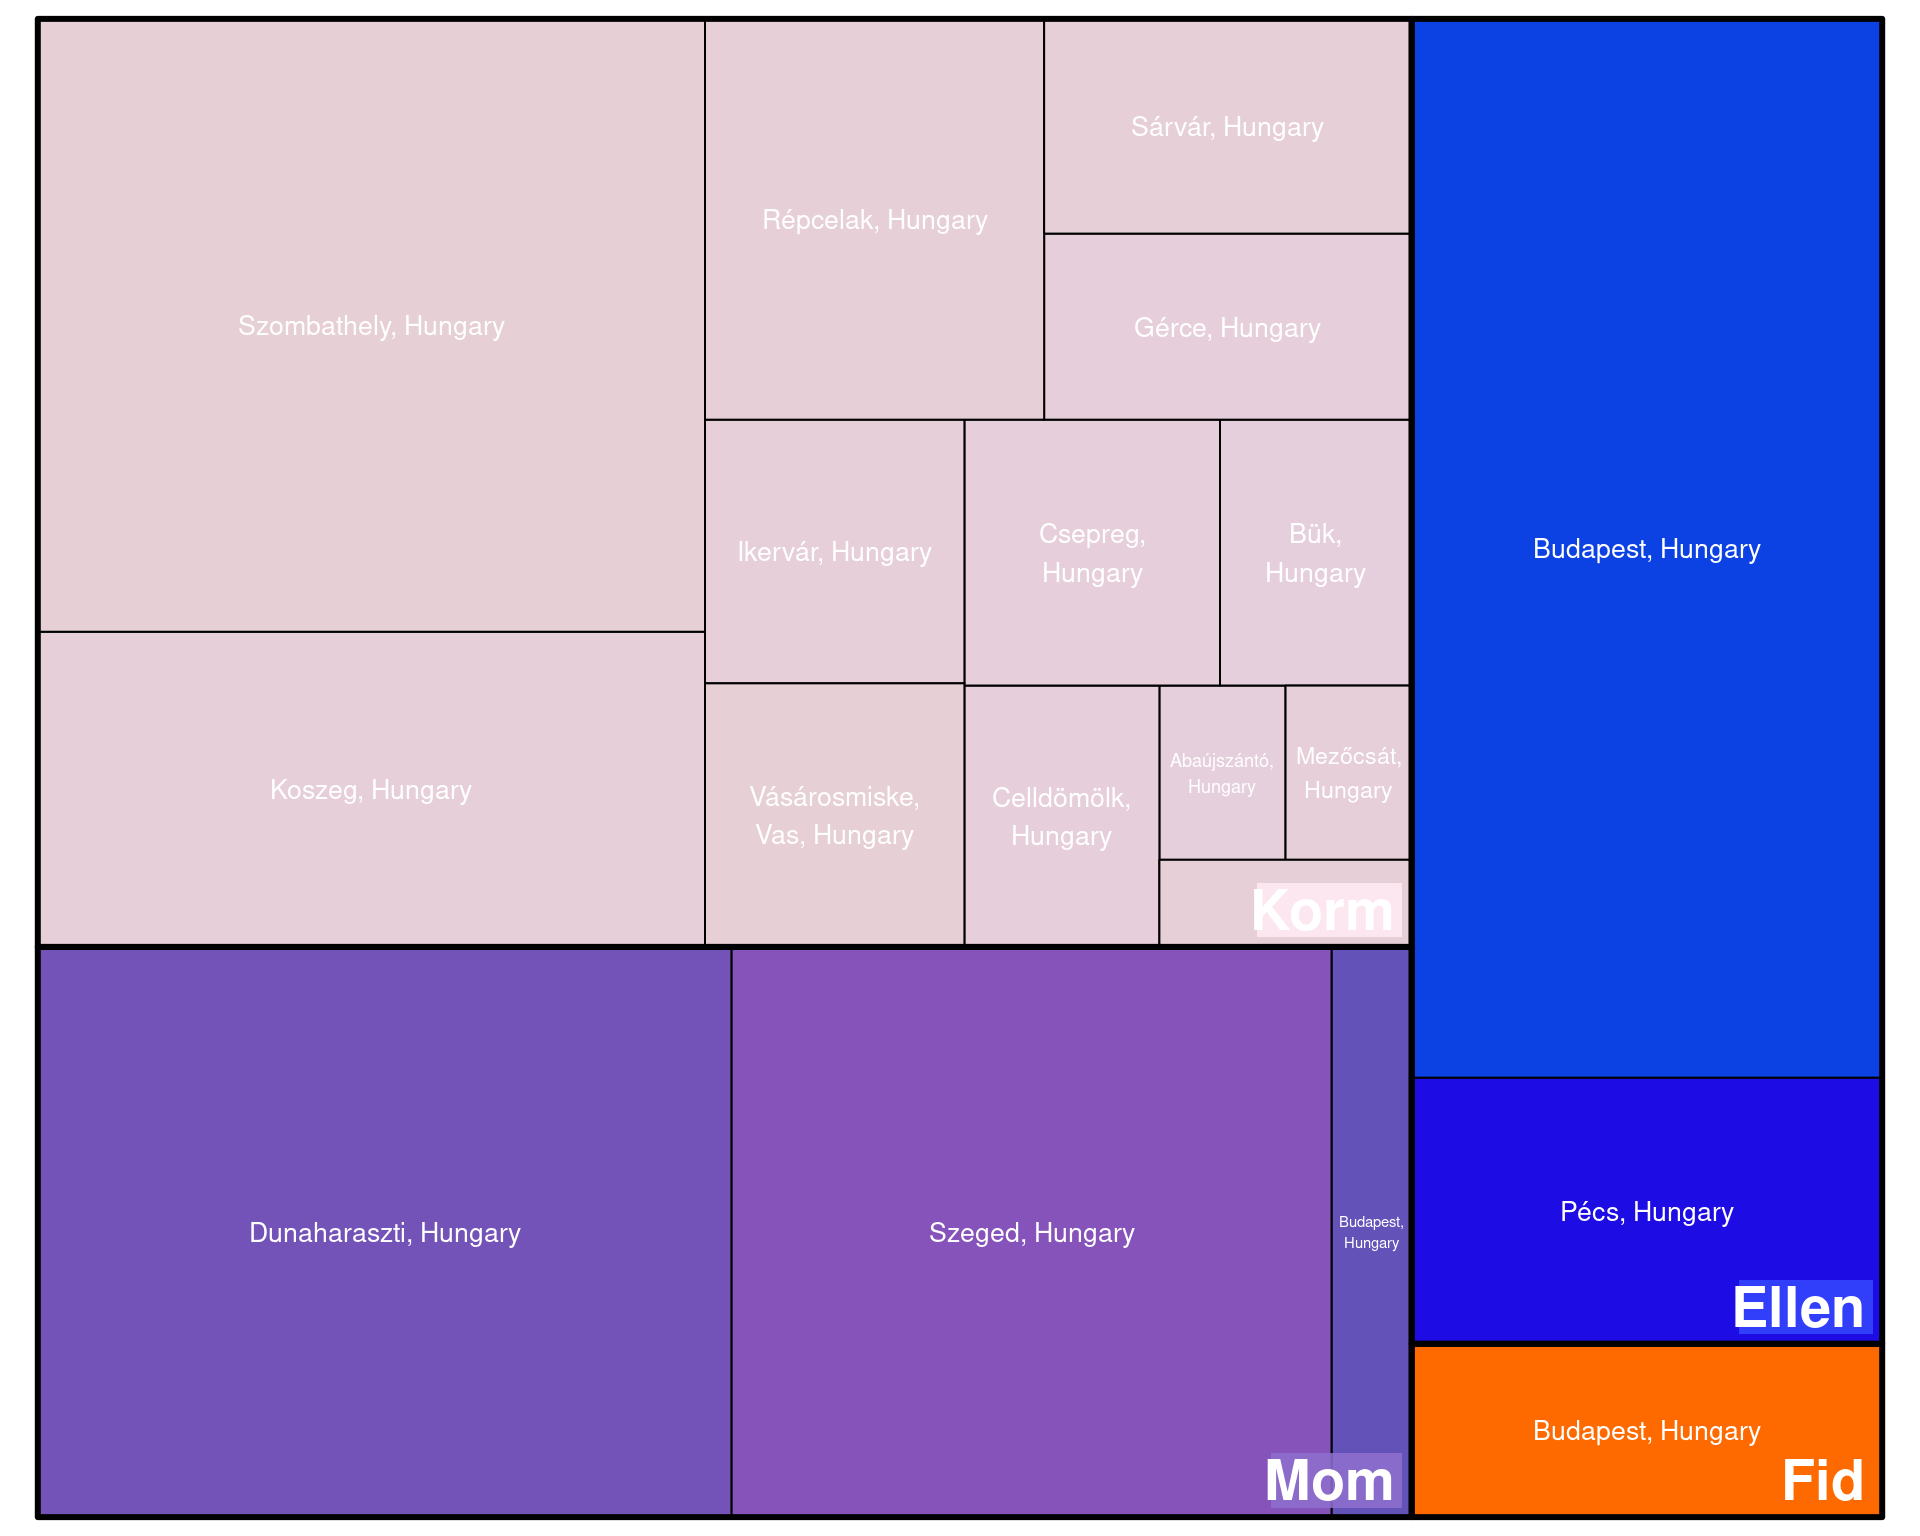 Szombathely, Hungary
Répcelak, Hungary
Sárvár, Hungary
Gérce, Hungary
Ikervár, Hungary
Csepreg,
Hungary
Bük,
Hungary
Koszeg, Hungary
Vásárosmiske,
Vas, Hungary
Celldömölk,
Hungary
Abaújszántó,
Hungary
Mezőcsát,
Hungary
Korm
Dunaharaszti, Hungary
Szeged, Hungary
Budapest,
Hungary
Mom
Budapest, Hungary
Pécs, Hungary
Ellen
Budapest, Hungary
Fid